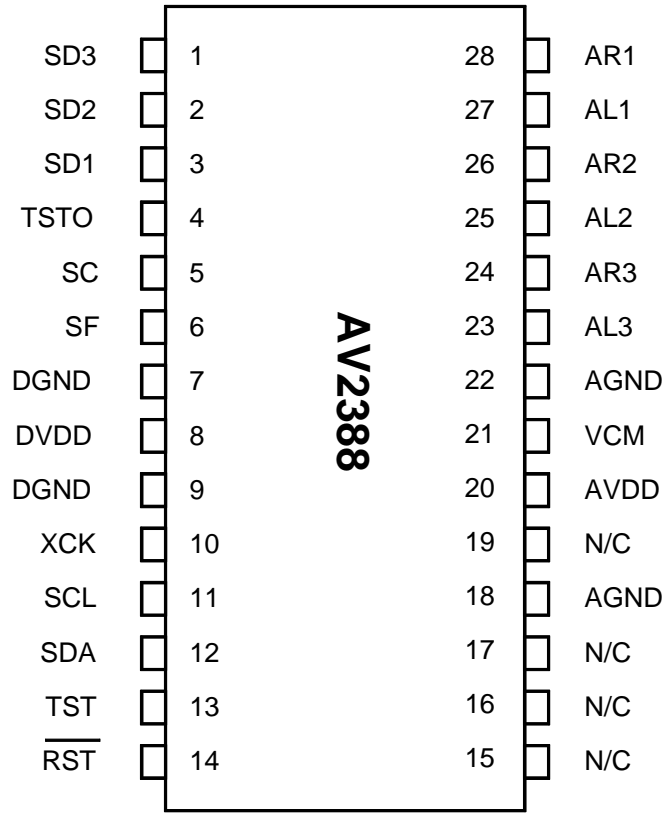 SD3 1 28 AR1
SD2 2 27 AL1
SD1 3 26 AR2
TSTO 4 25 AL2
SC 5 24 AR3
SF 6 23 AL3
DGND 7 22 AGND
DVDD 8 21 VCM
DGND 9 20 AVDD
XCK 10 19 N/C
SCL 11 18 AGND
SDA 12 17 N/C
TST 13 16 N/C
R̅S̅T̅ 14 15 N/C
AV2388